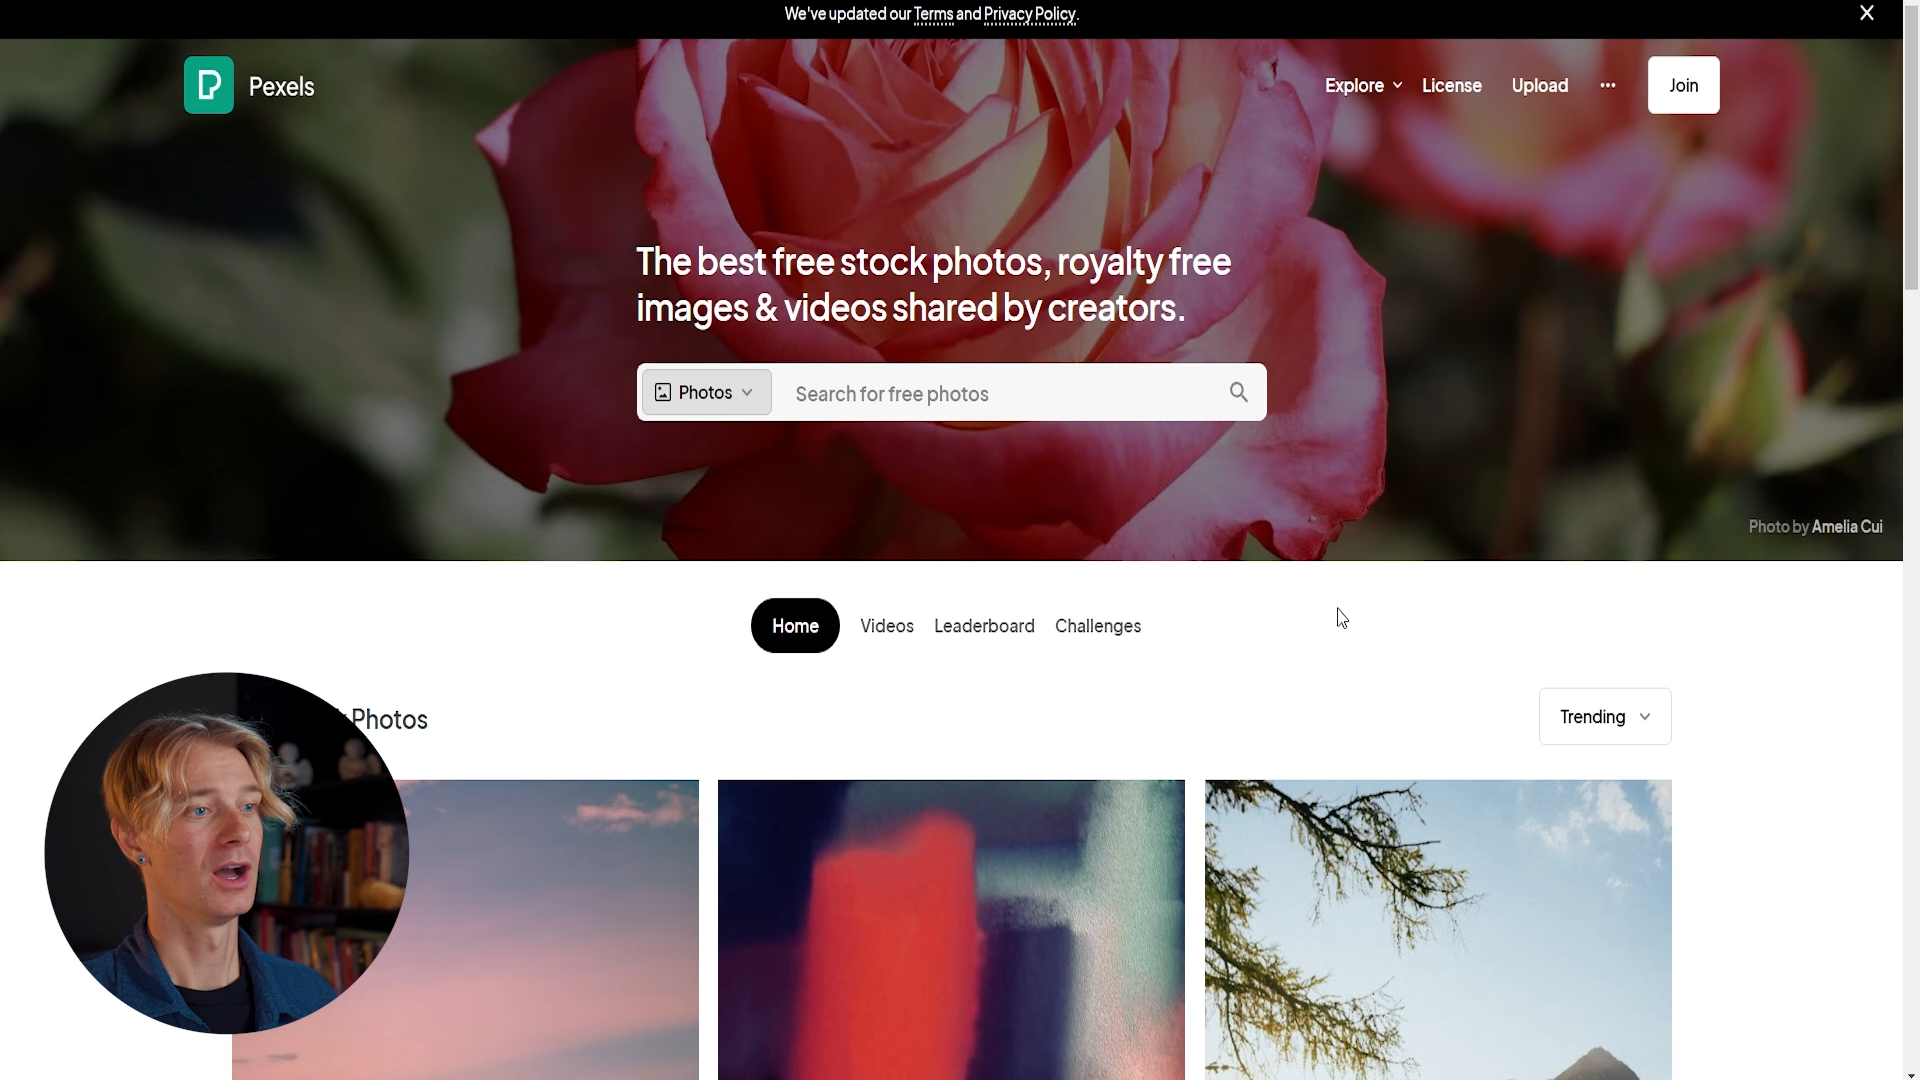 We've updated our Terms and Privacy Policy.
Pexels
Explore
License
Upload
Join
The best free stock photos, royalty free
images & videos shared by creators.
Photos
Search for free photos
Photo by Amelia Cui
Home
Videos
Leaderboard
Challenges
Photos
Trending